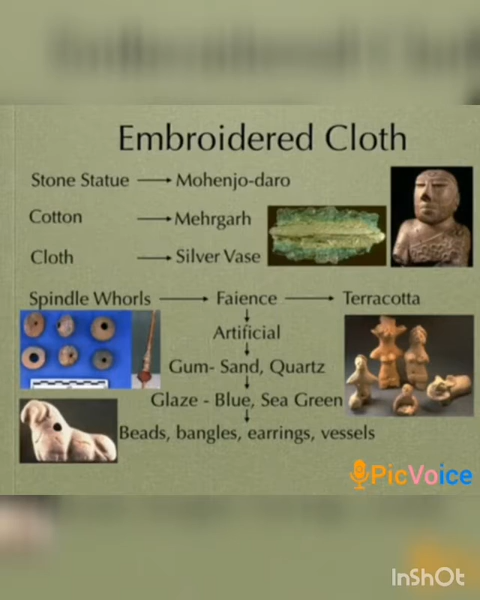 Embroidered Cloth
Stone Statue → Mohenjo-daro
Cotton → Mehrgarh
Cloth → Silver Vase
Spindle Whorls → Faience → Terracotta
Artificial
Gum- Sand, Quartz
Glaze - Blue, Sea Green
Beads, bangles, earrings, vessels
PicVoice
InShOt